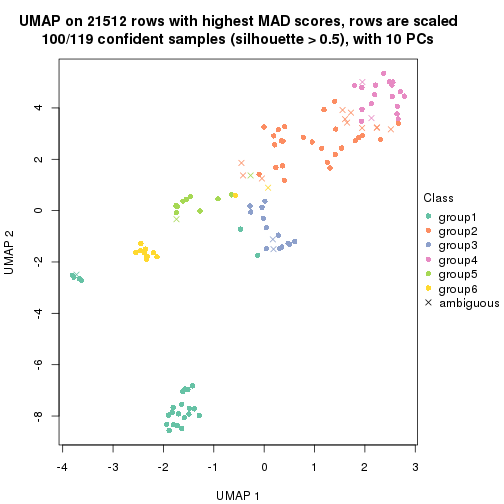 UMAP on 21512 rows with highest MAD scores, rows are scaled
100/119 confident samples (silhouette > 0.5), with 10 PCs
4
2
0
-2
-4
-6
-8
UMAP 2
-4
-3
-2
-1
0
1
2
3
UMAP 1
Class
group1
group2
group3
group4
group5
group6
ambiguous